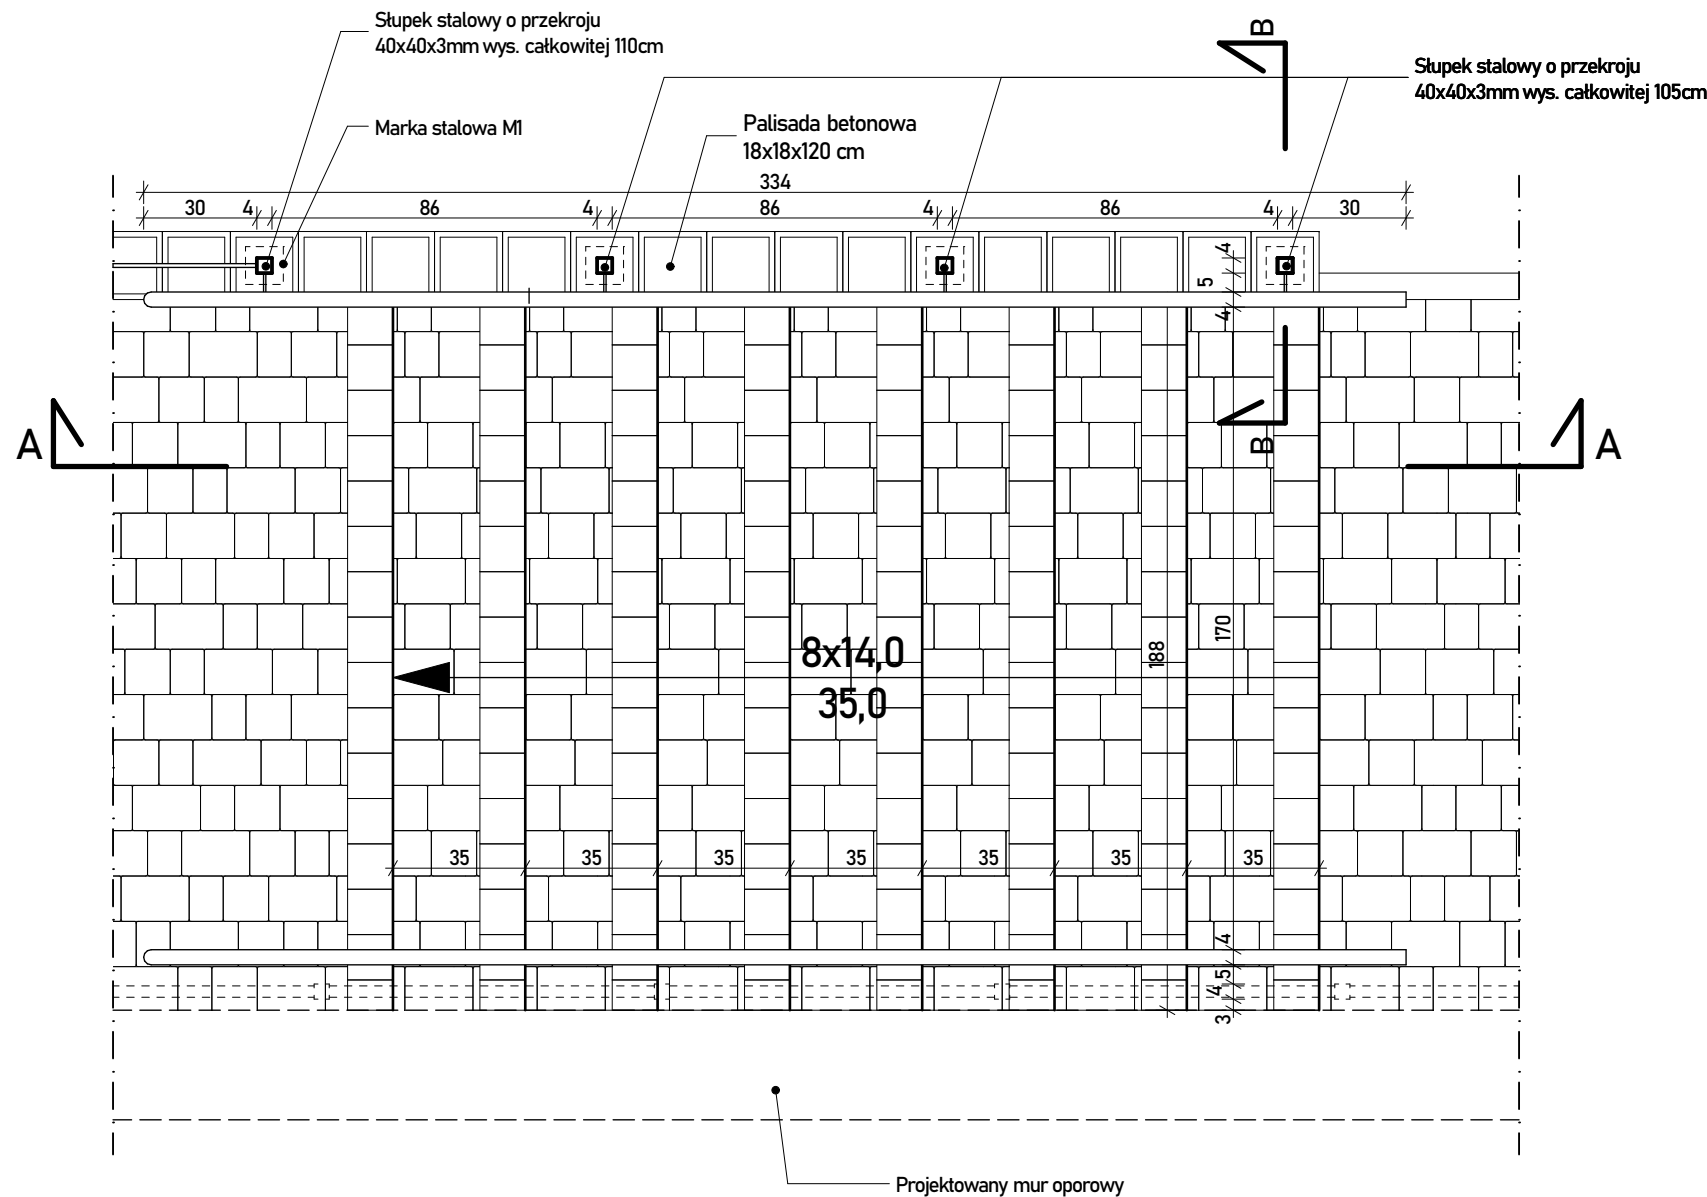 Słupek stalowy o przekroju
40x40x3mm wys. całkowitej 110cm
B
Słupek stalowy o przekroju
40x40x3mm wys. całkowitej 105cm
Marka stalowa M1
Palisada betonowa
18x18x120 cm
334
30 4 86 4 86 4 86 4 30
4
5
4
A
B
A
8x14,0
35,0
188
170
35 35 35 35 35 35 35
4
5
4
3
Projektowany mur oporowy